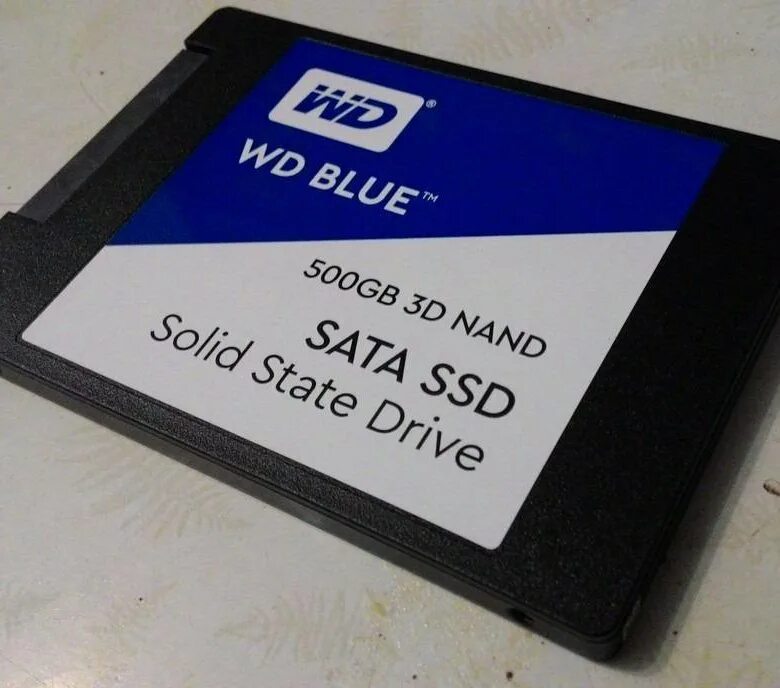 WD®
WD BLUE™
500GB 3D NAND
SATA SSD
Solid State Drive